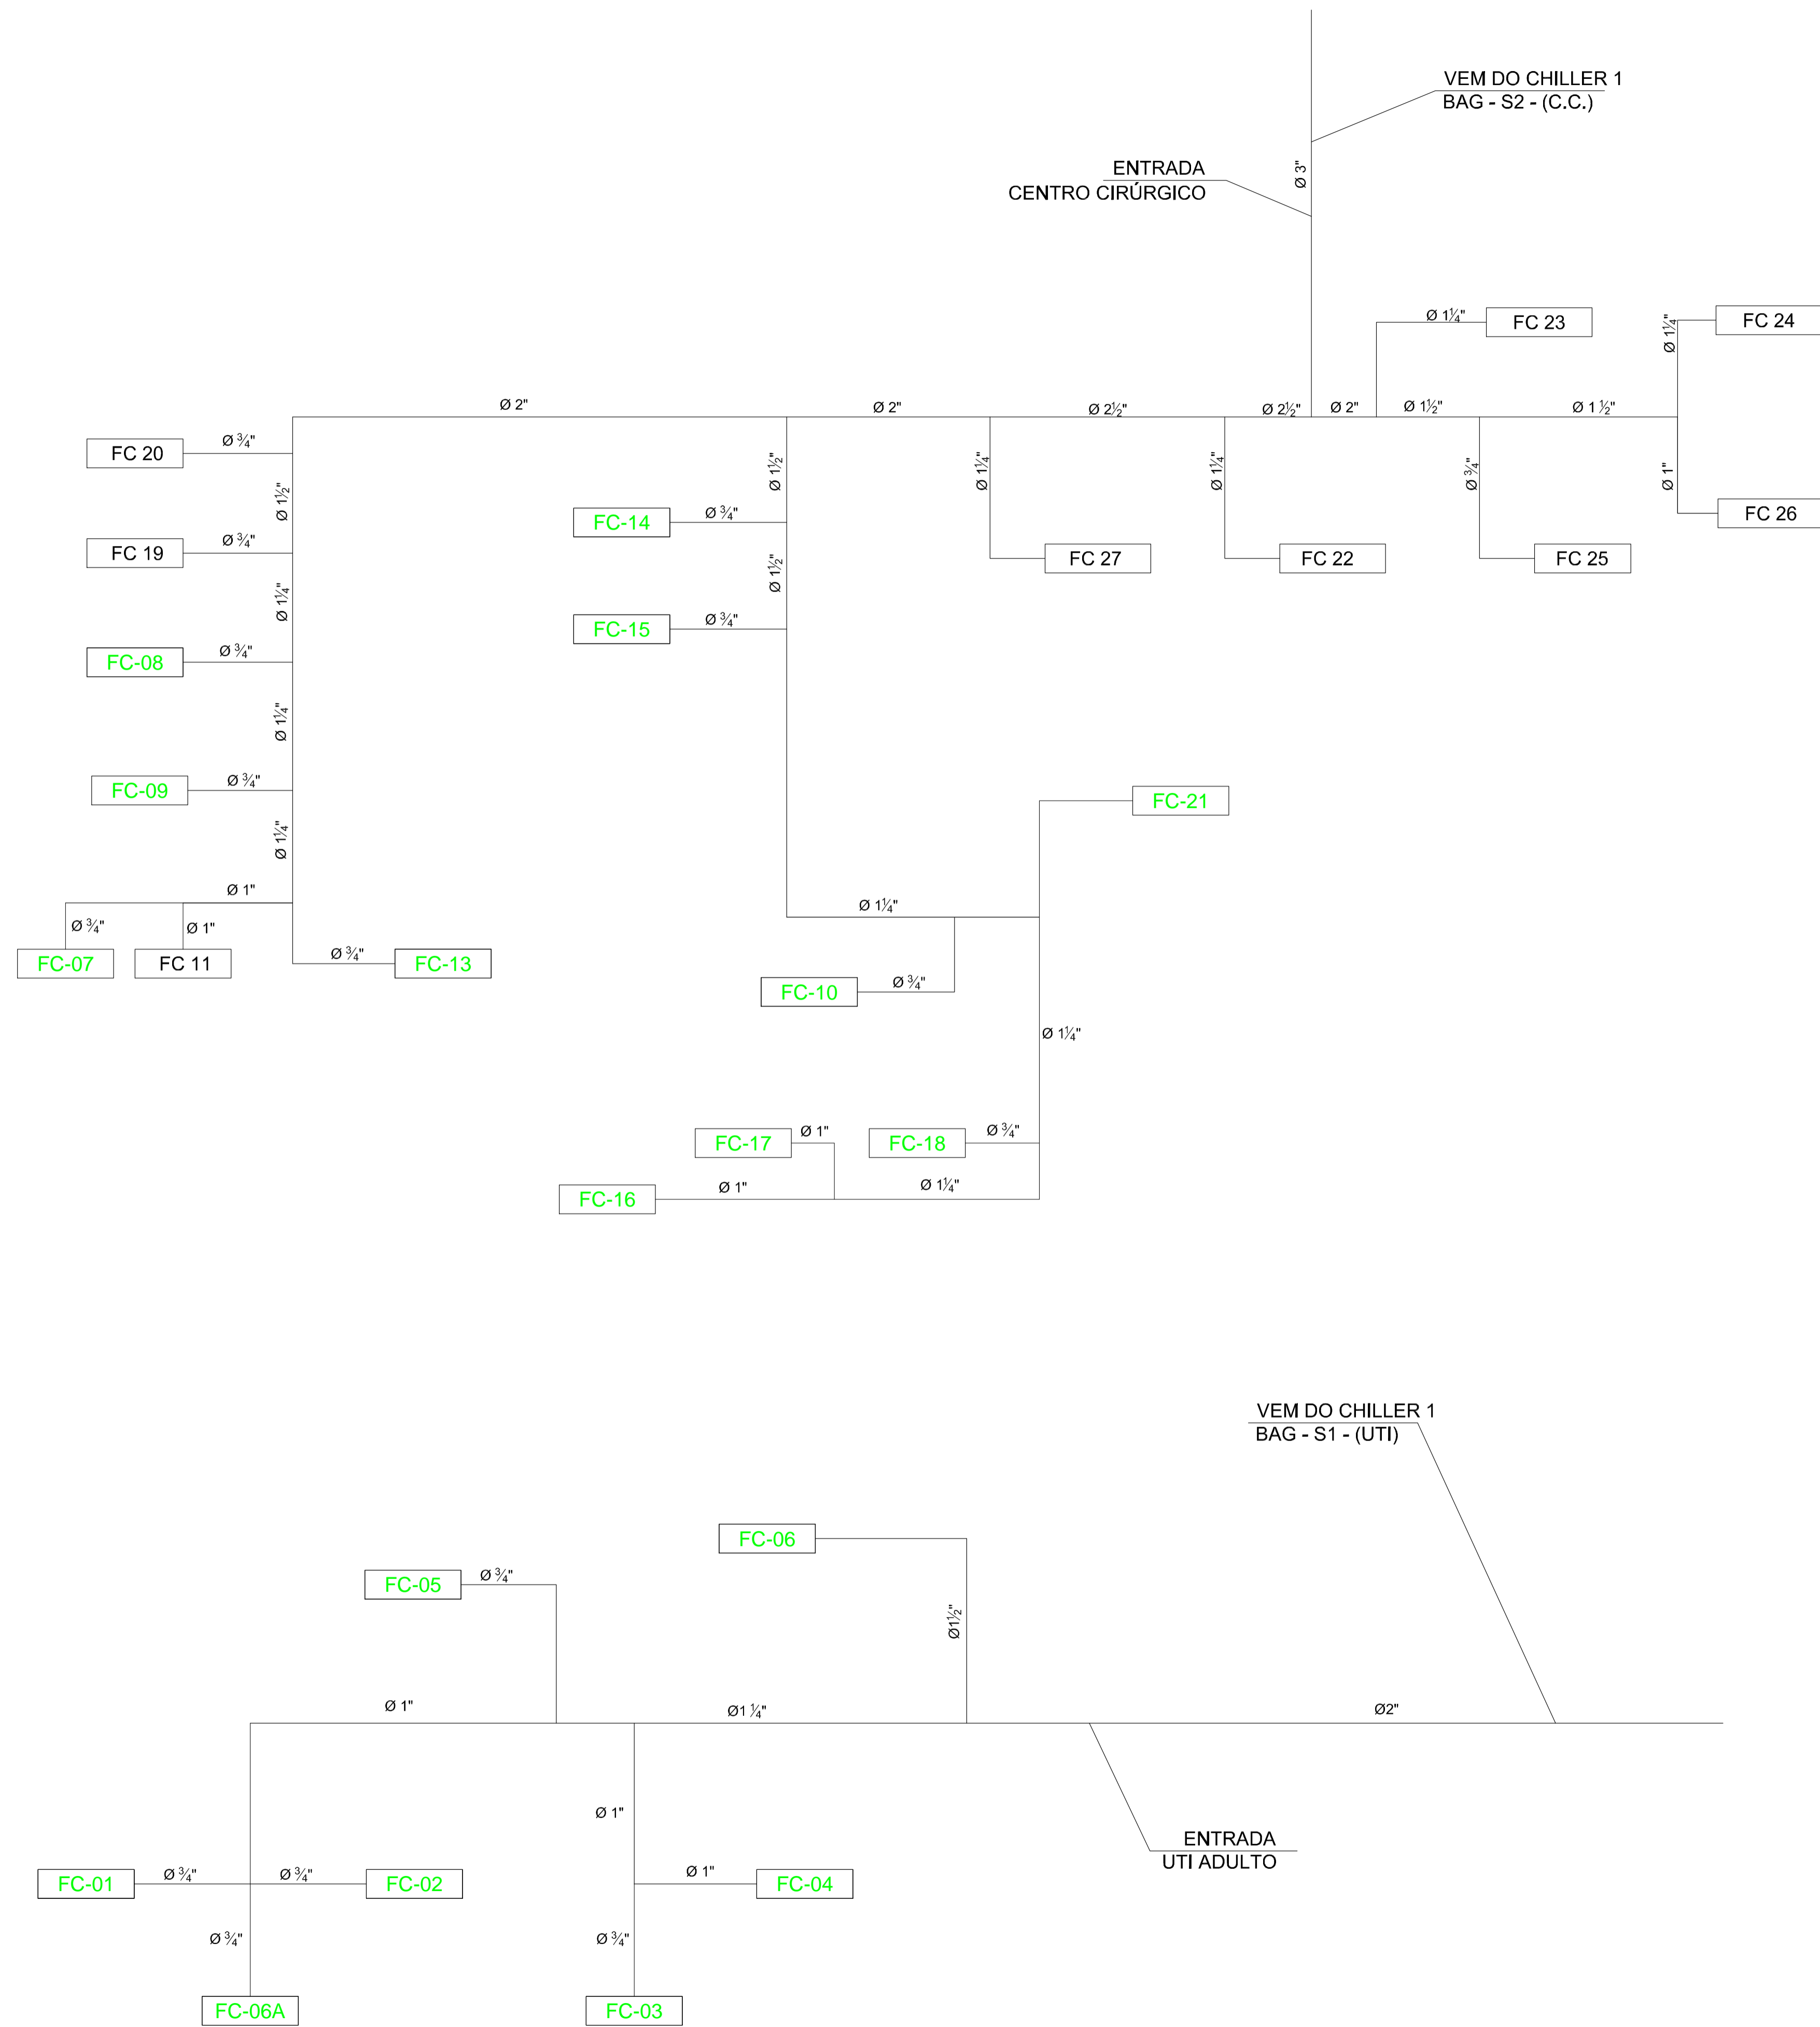 VEM DO CHILLER 1
BAG - S2 - (C.C.)
ENTRADA
CENTRO CIRÚRGICO
Ø 3"
Ø 1¼"
FC 23
Ø 1¼"
FC 24
Ø 2"
Ø 2"
Ø 2½"
Ø 2½"
Ø 2"
Ø 1½"
Ø 1 ½"
FC 20
Ø ¾"
Ø 1½"
Ø 1½"
Ø 1¼"
Ø 1¼"
Ø ¾"
Ø 1"
FC-14
Ø ¾"
FC 26
FC 19
Ø ¾"
FC 27
FC 22
FC 25
Ø 1¼"
Ø 1½"
FC-15
Ø ¾"
FC-08
Ø ¾"
Ø 1¼"
FC-09
Ø ¾"
FC-21
Ø 1¼"
Ø 1"
Ø 1¼"
Ø ¾"
Ø 1"
FC-07
FC 11
Ø ¾"
FC-13
FC-10
Ø ¾"
Ø 1¼"
FC-17
Ø 1"
FC-18
Ø ¾"
FC-16
Ø 1"
Ø 1¼"
VEM DO CHILLER 1
BAG - S1 - (UTI)
FC-06
FC-05
Ø ¾"
Ø1½"
Ø 1"
Ø1 ¼"
Ø2"
Ø 1"
ENTRADA
UTI ADULTO
FC-01
Ø ¾"
Ø ¾"
FC-02
Ø 1"
FC-04
Ø ¾"
Ø ¾"
FC-06A
FC-03